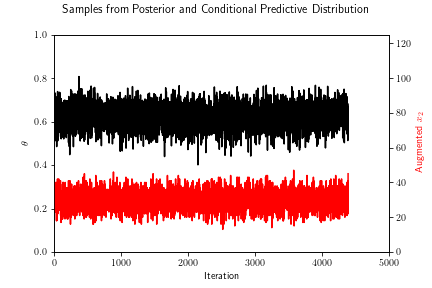 Samples from Posterior and Conditional Predictive Distribution
1.0
0.8
0.6
0.4
0.2
0.0
θ
120
100
80
60
40
20
0
Augmented x₂
0 1000 2000 3000 4000 5000
Iteration